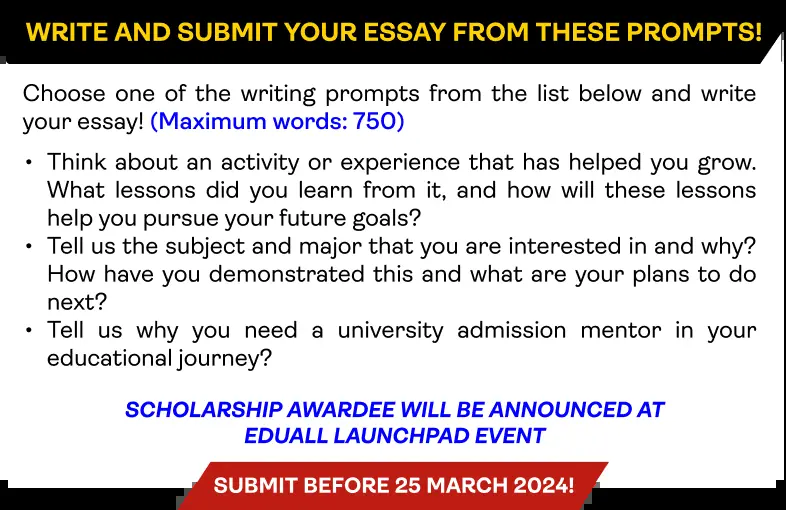 WRITE AND SUBMIT YOUR ESSAY FROM THESE PROMPTS!
Choose one of the writing prompts from the list below and write
your essay! (Maximum words: 750)
• Think about an activity or experience that has helped you grow.
What lessons did you learn from it, and how will these lessons
help you pursue your future goals?
• Tell us the subject and major that you are interested in and why?
How have you demonstrated this and what are your plans to do
next?
• Tell us why you need a university admission mentor in your
educational journey?
SCHOLARSHIP AWARDEE WILL BE ANNOUNCED AT
EDUALL LAUNCHPAD EVENT
SUBMIT BEFORE 25 MARCH 2024!